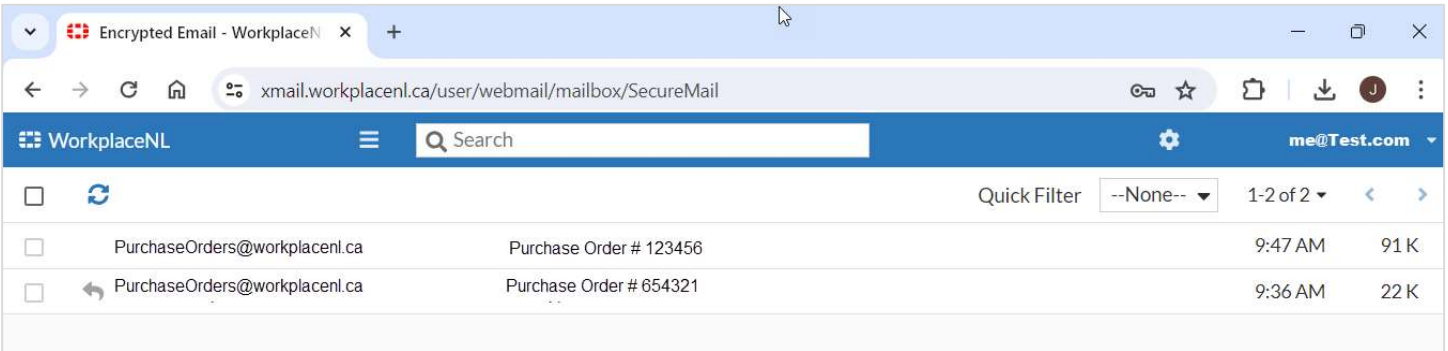 Encrypted Email - WorkplaceN
xmail.workplacenl.ca/user/webmail/mailbox/SecureMail
J
WorkplaceNL
Search
me@Test.com
Quick Filter
--None--
1-2 of 2
PurchaseOrders@workplacenl.ca Purchase Order # 123456 9:47 AM 91 K
PurchaseOrders@workplacenl.ca Purchase Order # 654321 9:36 AM 22 K